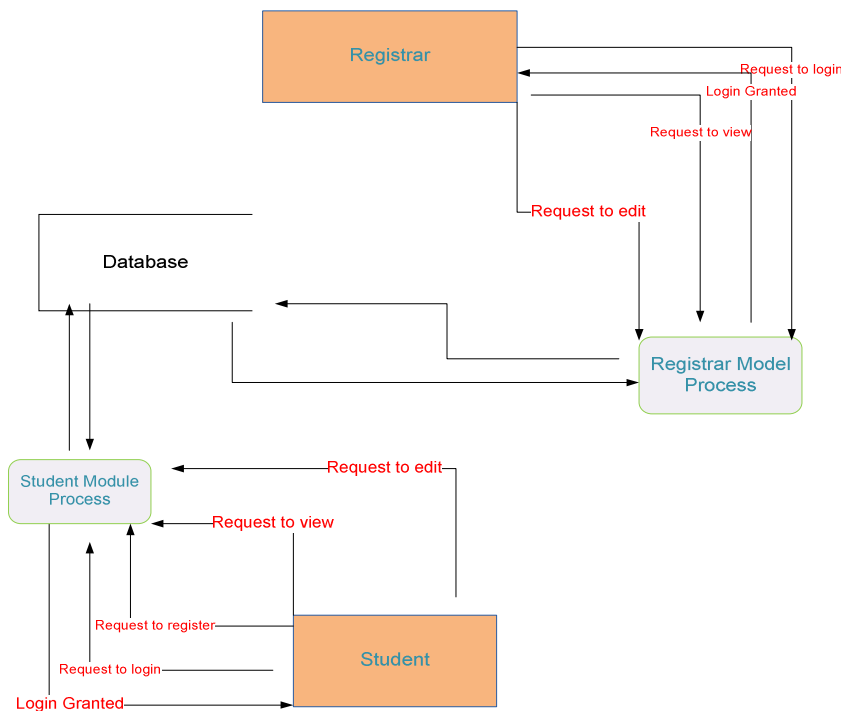 Registrar
Request to login
Login Granted
Request to view
Request to edit
Database
Registrar Model
Process
Request to edit
Student Module
Process
Request to view
Request to register
Student
Request to login
Login Granted